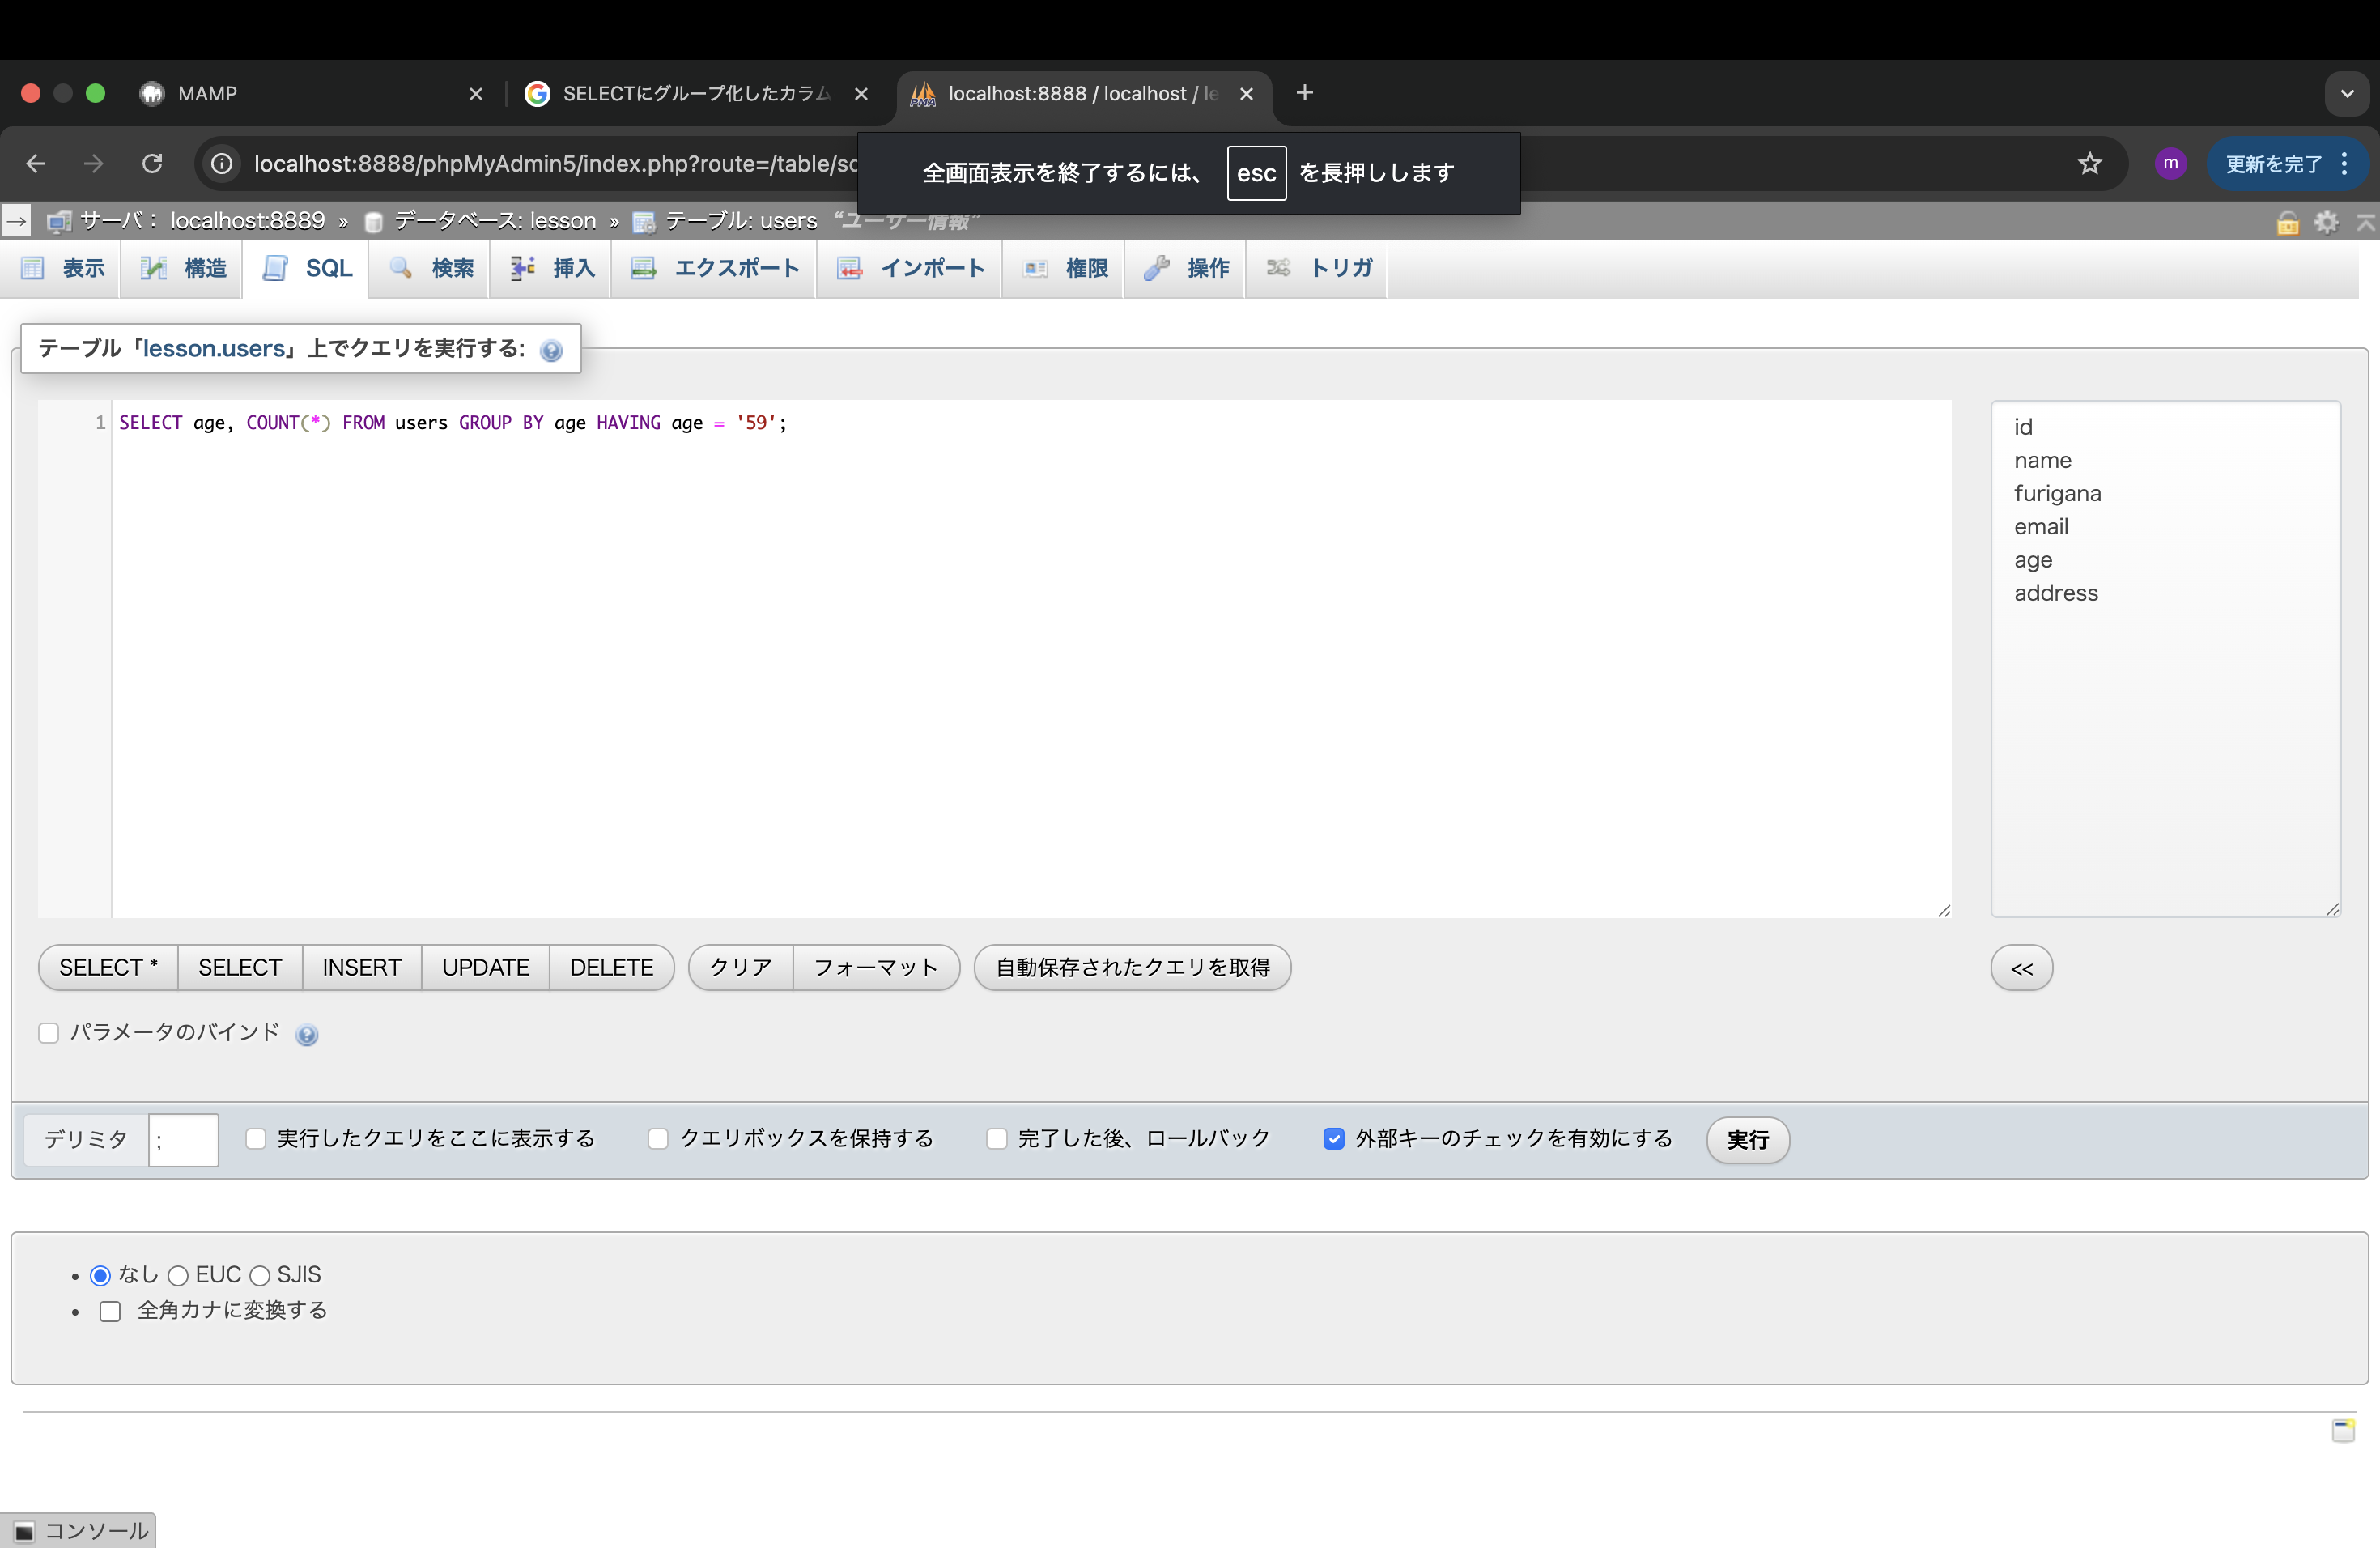 MAMP
SELECTにグループ化したカラム
localhost:8888 / localhost / le
localhost:8888/phpMyAdmin5/index.php?route=/table/sq
全画面表示を終了するには、 esc を長押しします
m
更新を完了
サーバ: localhost:8889 » データベース: lesson » テーブル: users “ユーザー情報”
表示
構造
SQL
検索
挿入
エクスポート
インポート
権限
操作
トリガ
テーブル「lesson.users」上でクエリを実行する:
1 SELECT age, COUNT(*) FROM users GROUP BY age HAVING age = '59';
id
name
furigana
email
age
address
SELECT * SELECT INSERT UPDATE DELETE クリア フォーマット 自動保存されたクエリを取得 <<
パラメータのバインド
デリミタ ; 実行したクエリをここに表示する クエリボックスを保持する 完了した後、ロールバック 外部キーのチェックを有効にする 実行
• なし EUC SJIS
• 全角カナに変換する
コンソール